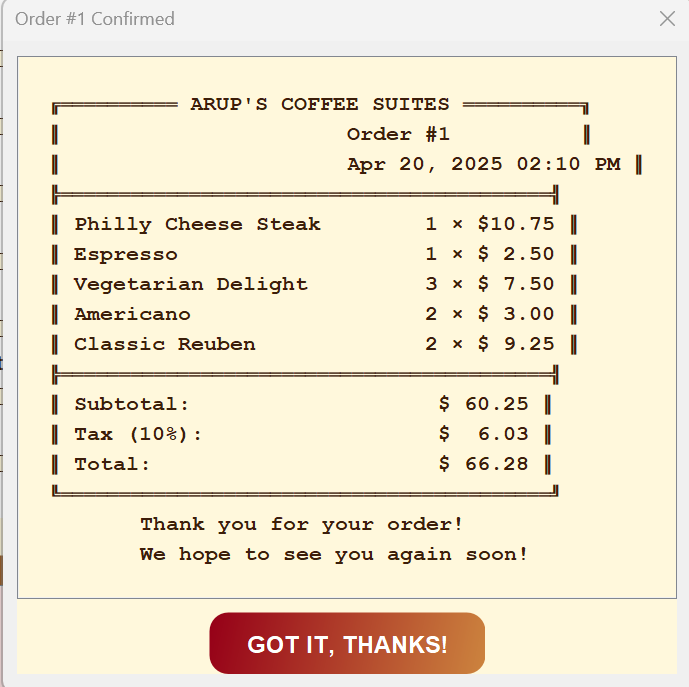 Order #1 Confirmed
ARUP'S COFFEE SUITES
Order #1
Apr 20, 2025 02:10 PM
Philly Cheese Steak 1 × $10.75
Espresso 1 × $ 2.50
Vegetarian Delight 3 × $ 7.50
Americano 2 × $ 3.00
Classic Reuben 2 × $ 9.25
Subtotal: $ 60.25
Tax (10%): $ 6.03
Total: $ 66.28
Thank you for your order!
We hope to see you again soon!
GOT IT, THANKS!